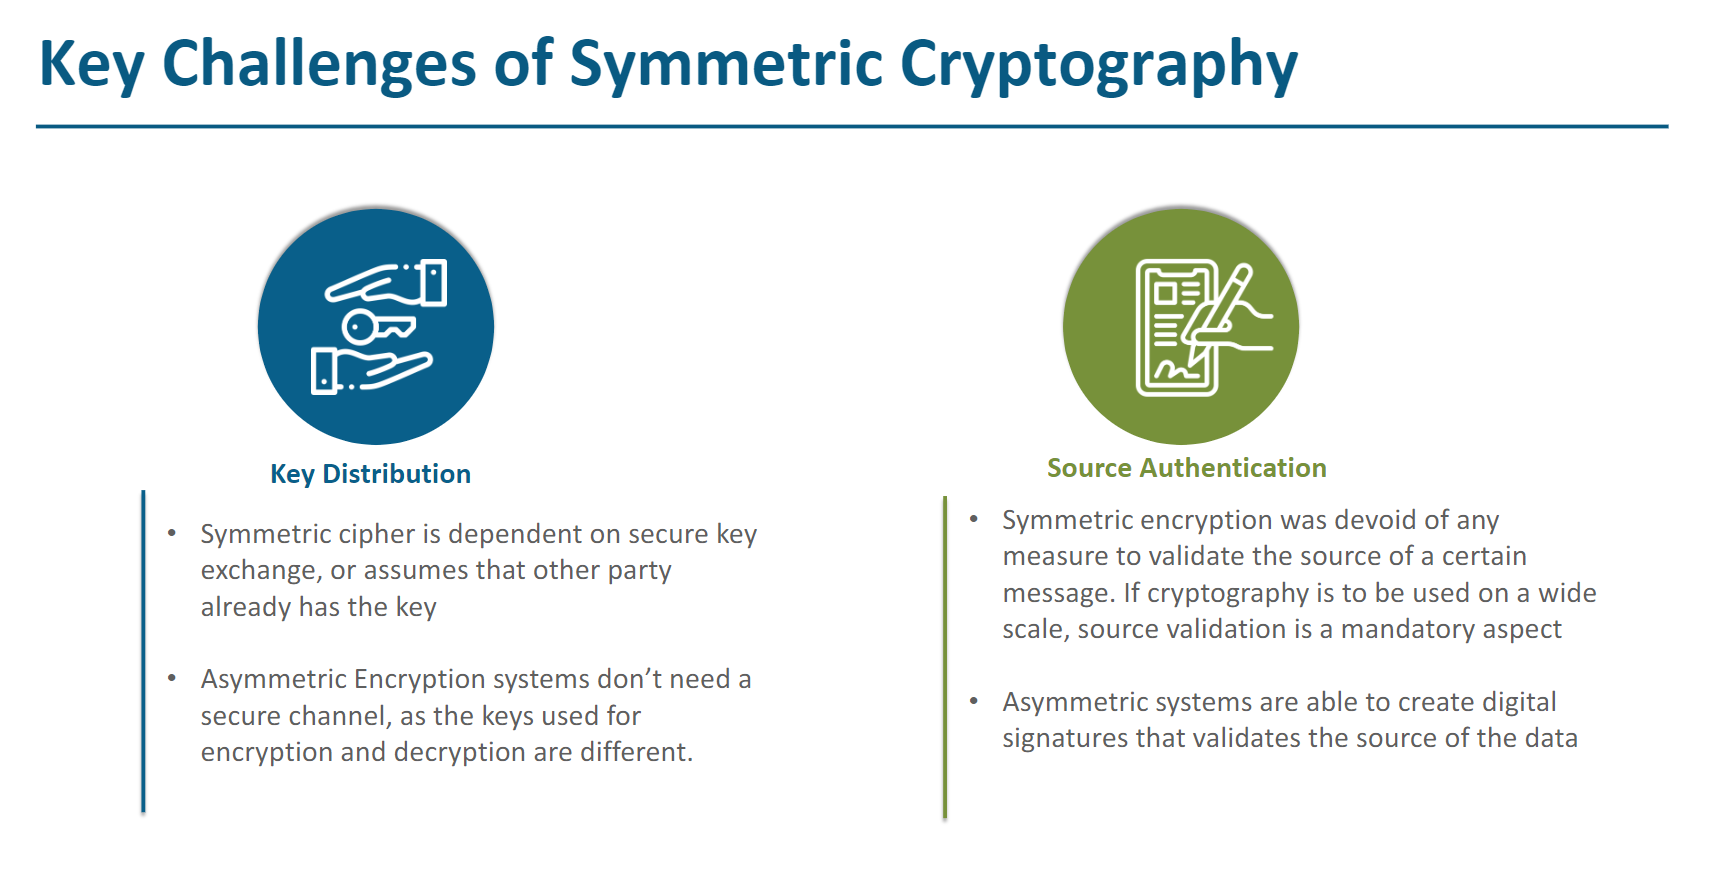 Key Challenges of Symmetric Cryptography
Key Distribution
• Symmetric cipher is dependent on secure key
exchange, or assumes that other party
already has the key
• Asymmetric Encryption systems don’t need a
secure channel, as the keys used for
encryption and decryption are different.
Source Authentication
• Symmetric encryption was devoid of any
measure to validate the source of a certain
message. If cryptography is to be used on a wide
scale, source validation is a mandatory aspect
• Asymmetric systems are able to create digital
signatures that validates the source of the data